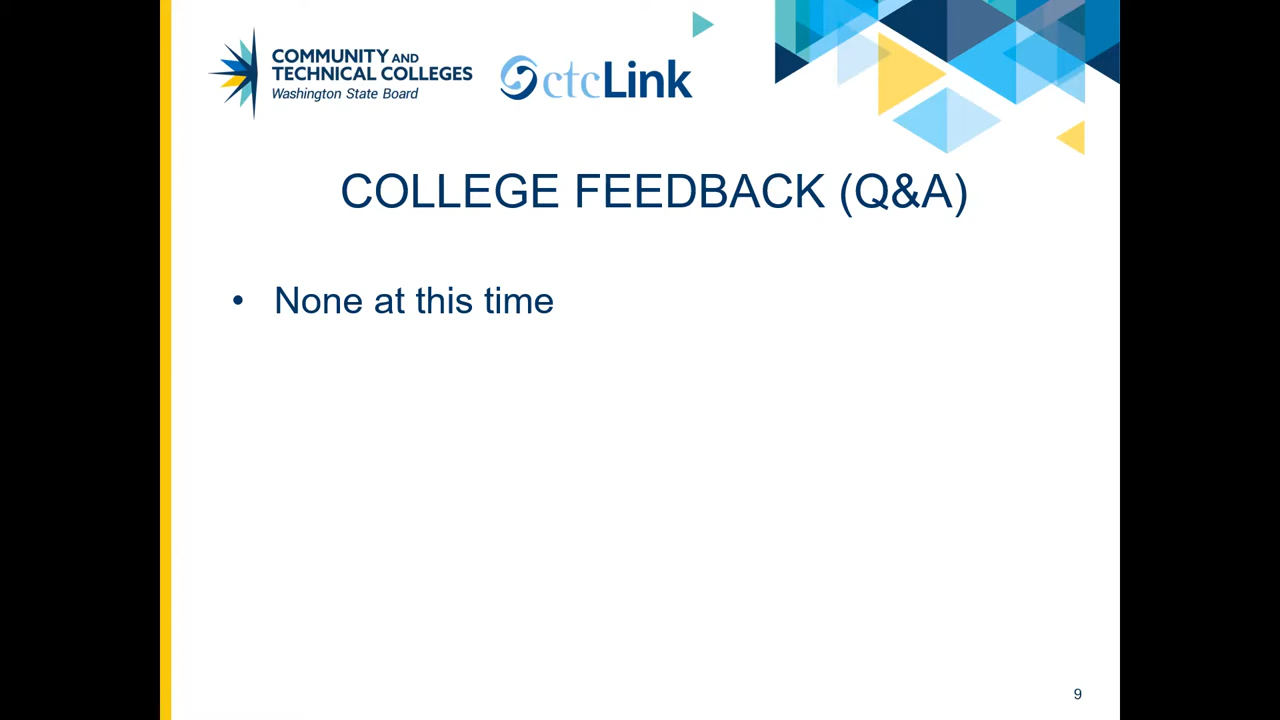 COMMUNITY AND
TECHNICAL COLLEGES
Washington State Board
ctcLink
COLLEGE FEEDBACK (Q&A)
• None at this time
9